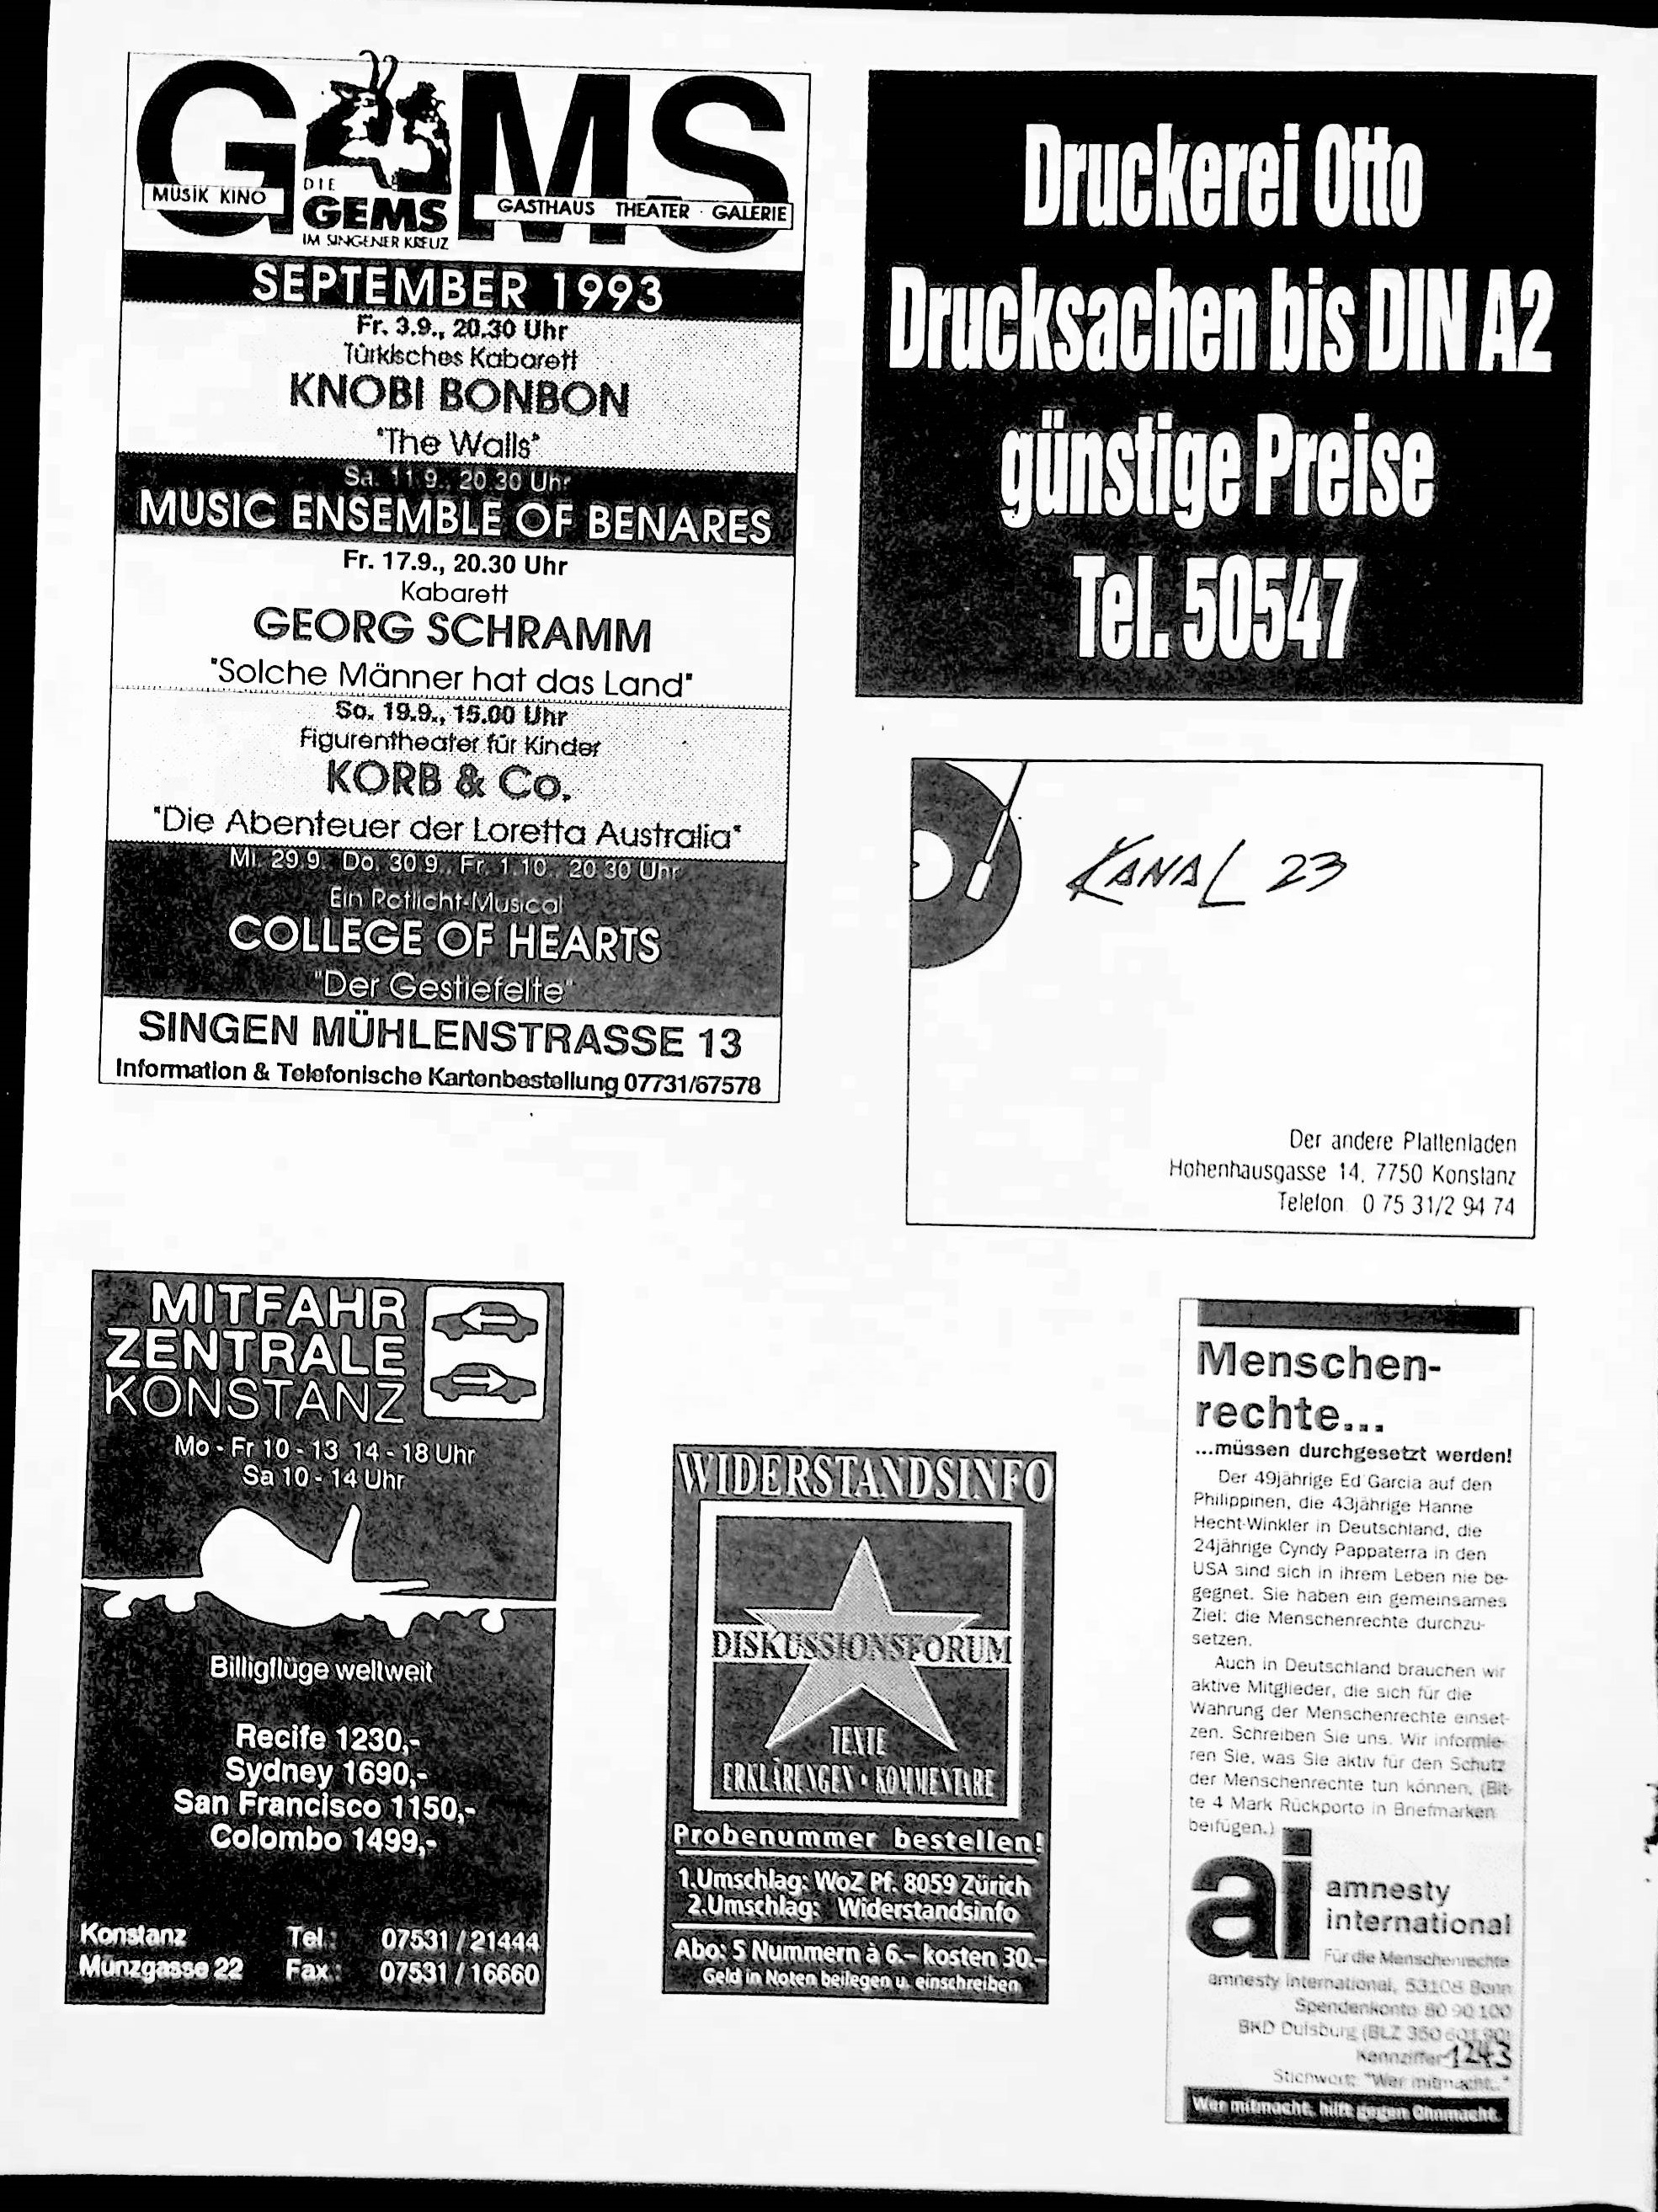 GEMS
MUSIK KINO
DIE
GEMS
IM SINGENER KREUZ
GASTHAUS THEATER · GALERIE
SEPTEMBER 1993
Fr. 3.9., 20.30 Uhr
Türkisches Kabarett
KNOBI BONBON
"The Walls"
Sa. 11.9., 20.30 Uhr
MUSIC ENSEMBLE OF BENARES
Fr. 17.9., 20.30 Uhr
Kabarett
GEORG SCHRAMM
"Solche Männer hat das Land"
So. 19.9., 15.00 Uhr
Figurentheater für Kinder
KORB & Co.
"Die Abenteuer der Loretta Australia"
Mi. 29.9. Do. 30.9., Fr. 1.10., 20.30 Uhr
Ein Rotlicht-Musical
COLLEGE OF HEARTS
"Der Gestiefelte"
SINGEN MÜHLENSTRASSE 13
Information & Telefonische Kartenbestellung 07731/67578
Druckerei Otto
Drucksachen bis DIN A2
günstige Preise
Tel. 50547
KANAL 23
Der andere Plattenladen
Hohenhausgasse 14, 7750 Konstanz
Telefon 0 75 31/2 94 74
MITFAHR
ZENTRALE
KONSTANZ
Mo - Fr 10 - 13 14 - 18 Uhr
Sa 10 - 14 Uhr
Billigflüge weltweit
Recife 1230,-
Sydney 1690,-
San Francisco 1150,-
Colombo 1499,-
Konstanz Tel.: 07531 / 21444
Münzgasse 22 Fax.: 07531 / 16660
WIDERSTANDSINFO
DISKUSSIONSFORUM
TEXTE
ERKLÄRUNGEN • KOMMENTARE
Probenummer bestellen!
1.Umschlag: WoZ Pf. 8059 Zürich
2.Umschlag: Widerstandsinfo
Abo: 5 Nummern à 6.– kosten 30.–
Geld in Noten beilegen u. einschreiben
Menschen-
rechte...
...müssen durchgesetzt werden!
Der 49jährige Ed Garcia auf den
Philippinen, die 43jährige Hanne
Hecht-Winkler in Deutschland, die
24jährige Cyndy Pappaterra in den
USA sind sich in ihrem Leben nie be-
gegnet. Sie haben ein gemeinsames
Ziel: die Menschenrechte durchzu-
setzen.
Auch in Deutschland brauchen wir
aktive Mitglieder, die sich für die
Wahrung der Menschenrechte einset-
zen. Schreiben Sie uns. Wir informie-
ren Sie, was Sie aktiv für den Schutz
der Menschenrechte tun können. (Bit-
te 4 Mark Rückporto in Briefmarken
beifügen.)
ai
amnesty
international
Für die Menschenrechte
amnesty international, 53108 Bonn
Spendenkonto 80 90 100
BKD Duisburg (BLZ 350 601 90)
Kennziffer 1243
Stichwort: "Wer mitmacht.."
Wer mitmacht, hilft gegen Ohnmacht.